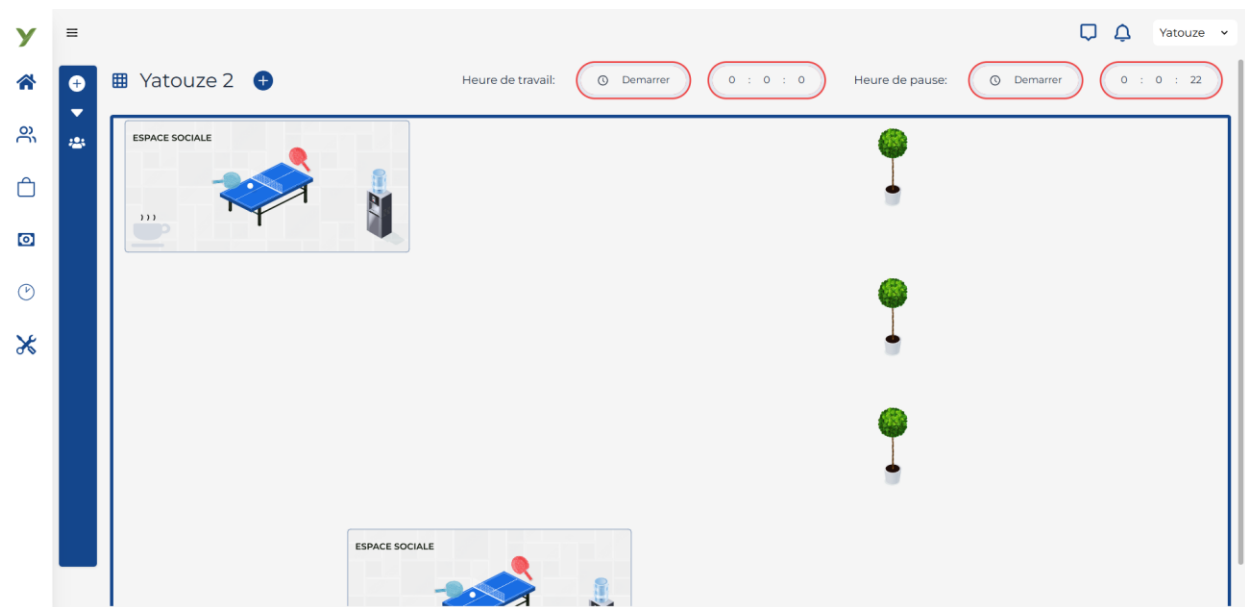 Y
Yatouze
Yatouze 2
Heure de travail:
Demarrer
0 : 0 : 0
Heure de pause:
Demarrer
0 : 0 : 22
ESPACE SOCIALE
ESPACE SOCIALE